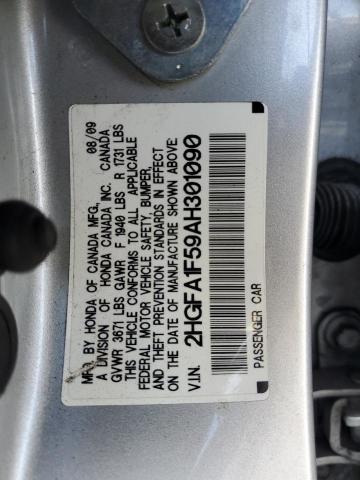 MFD. BY HONDA OF CANADA MFG. 08/09
A DIVISION OF HONDA CANADA INC. CANADA
GVWR 3671 LBS GAWR F 1940 LBS R 1731 LBS
THIS VEHICLE CONFORMS TO ALL APPLICABLE
FEDERAL MOTOR VEHICLE SAFETY, BUMPER,
AND THEFT PREVENTION STANDARDS IN EFFECT
ON THE DATE OF MANUFACTURE SHOWN ABOVE.
V.I.N. 2HGFA1F59AH301090
PASSENGER CAR